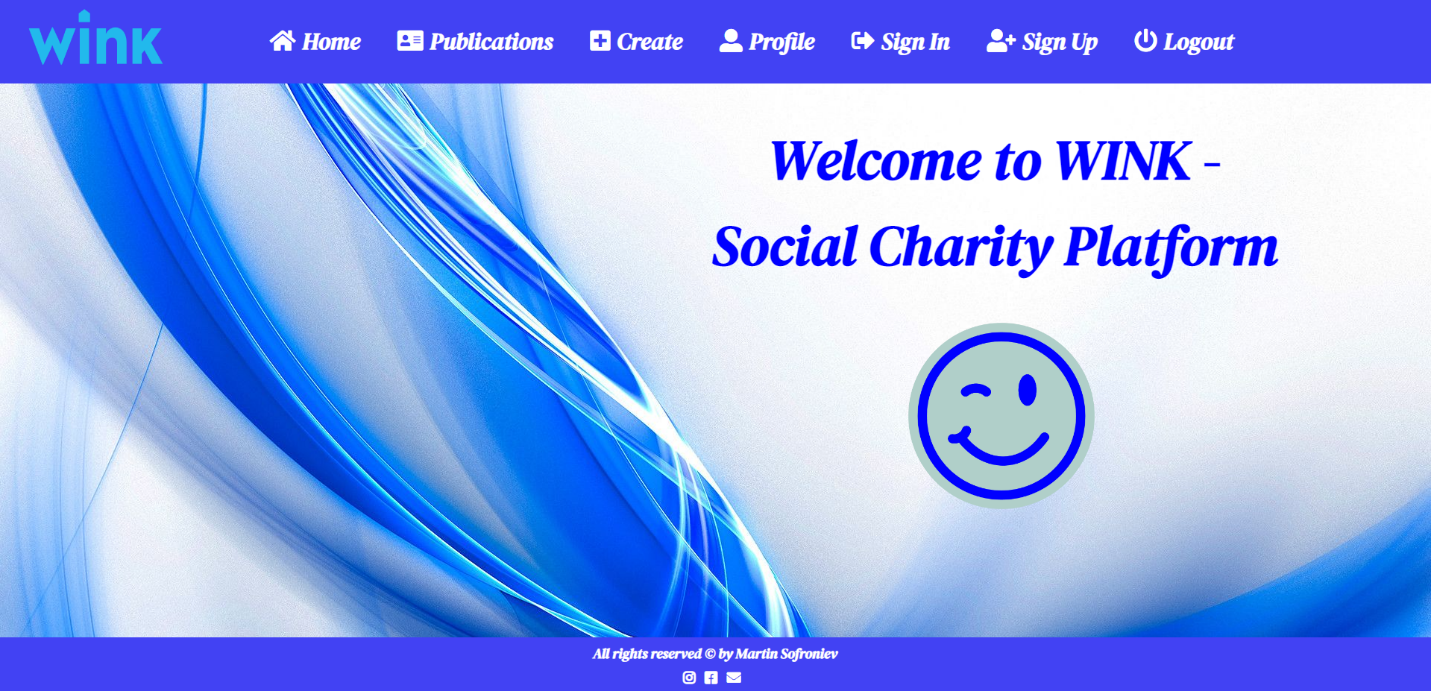 wink
Home Publications Create Profile Sign In Sign Up Logout
Welcome to WINK -
Social Charity Platform
All rights reserved © by Martin Sofroniev